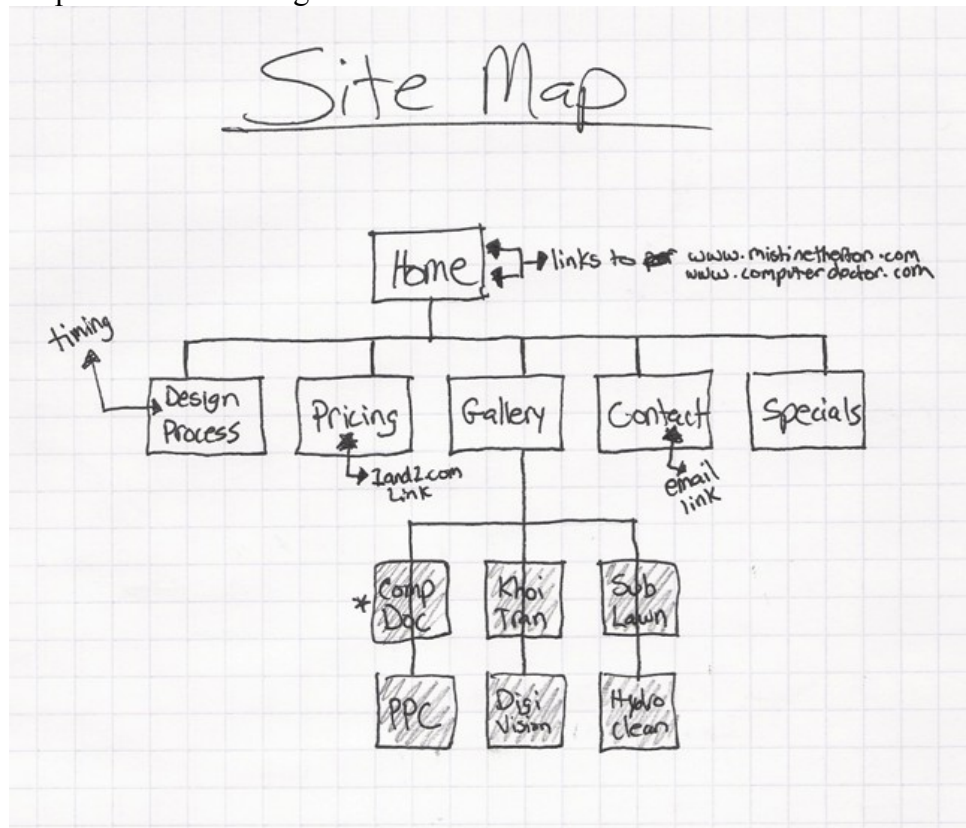 Site Map
Home
links to www.mishinetherton.com
www.computerdoctor.com
timing
Design
Process
Pricing
Gallery
Contact
Specials
1and1.com
Link
email
link
* Comp
Doc
Khoi
Tran
Sub
Lawn
PPC
Digi
Vision
Hydro
clean